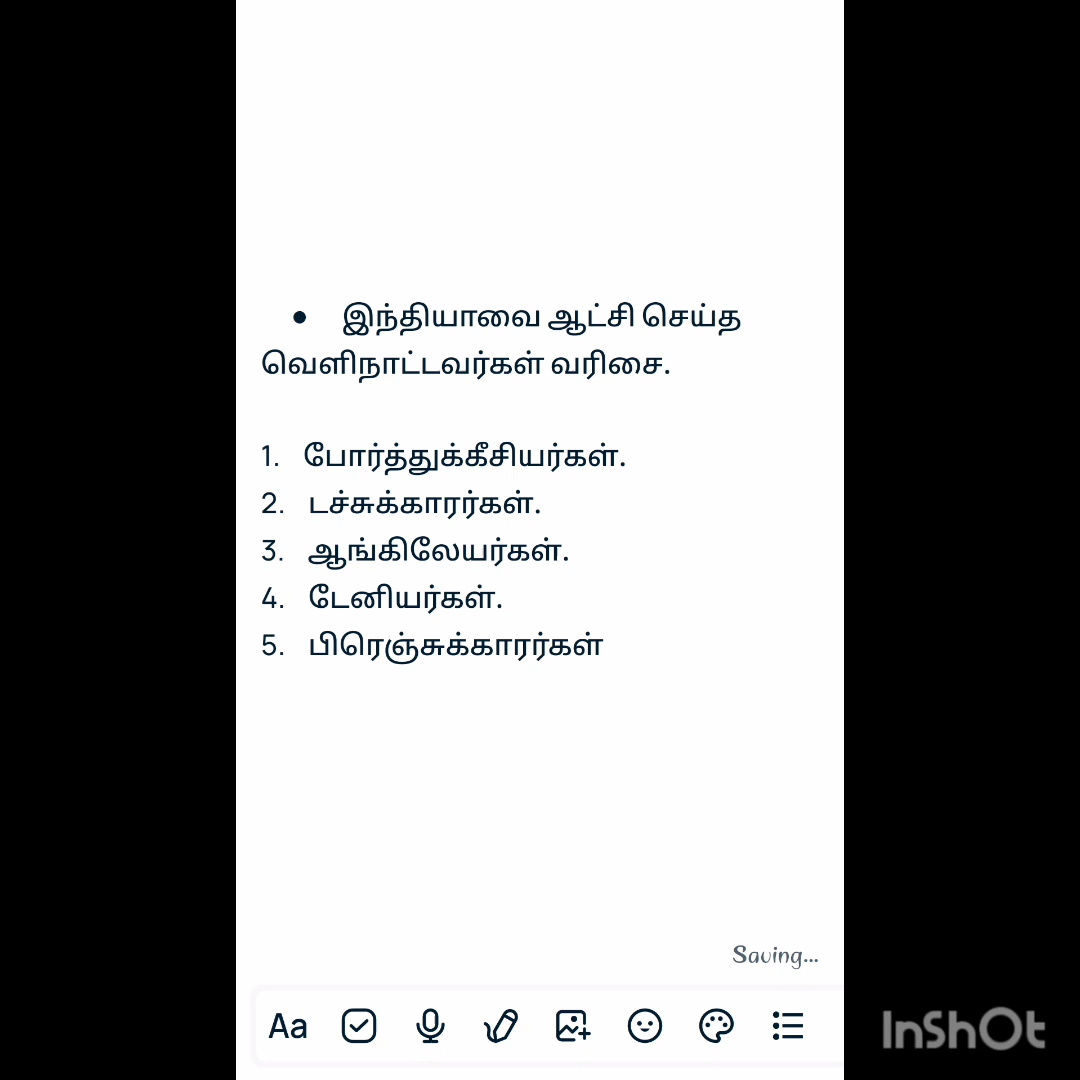 • இந்தியாவை ஆட்சி செய்த
வெளிநாட்டவர்கள் வரிசை.
1. போர்த்துக்கீசியர்கள்.
2. டச்சுக்காரர்கள்.
3. ஆங்கிலேயர்கள்.
4. டேனியர்கள்.
5. பிரெஞ்சுக்காரர்கள்
Saving...
Aa
InShOt